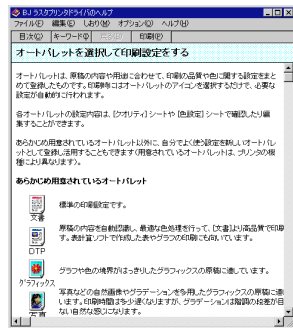 BJ ラスタプリンタドライバのヘルプ
ファイル(F) 編集(E) しおり(M) オプション(O) ヘルプ(H)
目次(C) キーワード(I) 戻る(B) 印刷(P)
オートパレットを選択して印刷設定をする
オートパレットは、原稿の内容や用途に合わせて、印刷の品質や色に関する設定をまと
めて登録したものです。印刷時にはオートパレットのアイコンを選択するだけで、必要な
設定が自動的に行われます。
各オートパレットの設定内容は、[クオリティ] シートや [色設定] シートで確認したり編
集することができます。
あらかじめ用意されているオートパレット以外に、自分でよく使う設定を新しいオートパレ
ットとして登録し活用することもできます(用意されているオートパレットは、プリンタの機
種により異なります)。
あらかじめ用意されているオートパレット
標準の印刷設定です。
文書
原稿の内容を自動認識し、最適な色処理を行って、[文書]より高品質で印刷
す。表計算ソフトで作成した表やグラフの印刷にも向いています。
DTP
グラフや色の境界がはっきりしたグラフィックスの原稿に適しています。
グラフィックス
写真などの自然画像やグラデーションを多用したグラフィックスの原稿に適
います。印刷時間は多少遅くなりますが、グラデーションは階調の段差が目
ない自然な感じになります。
写真